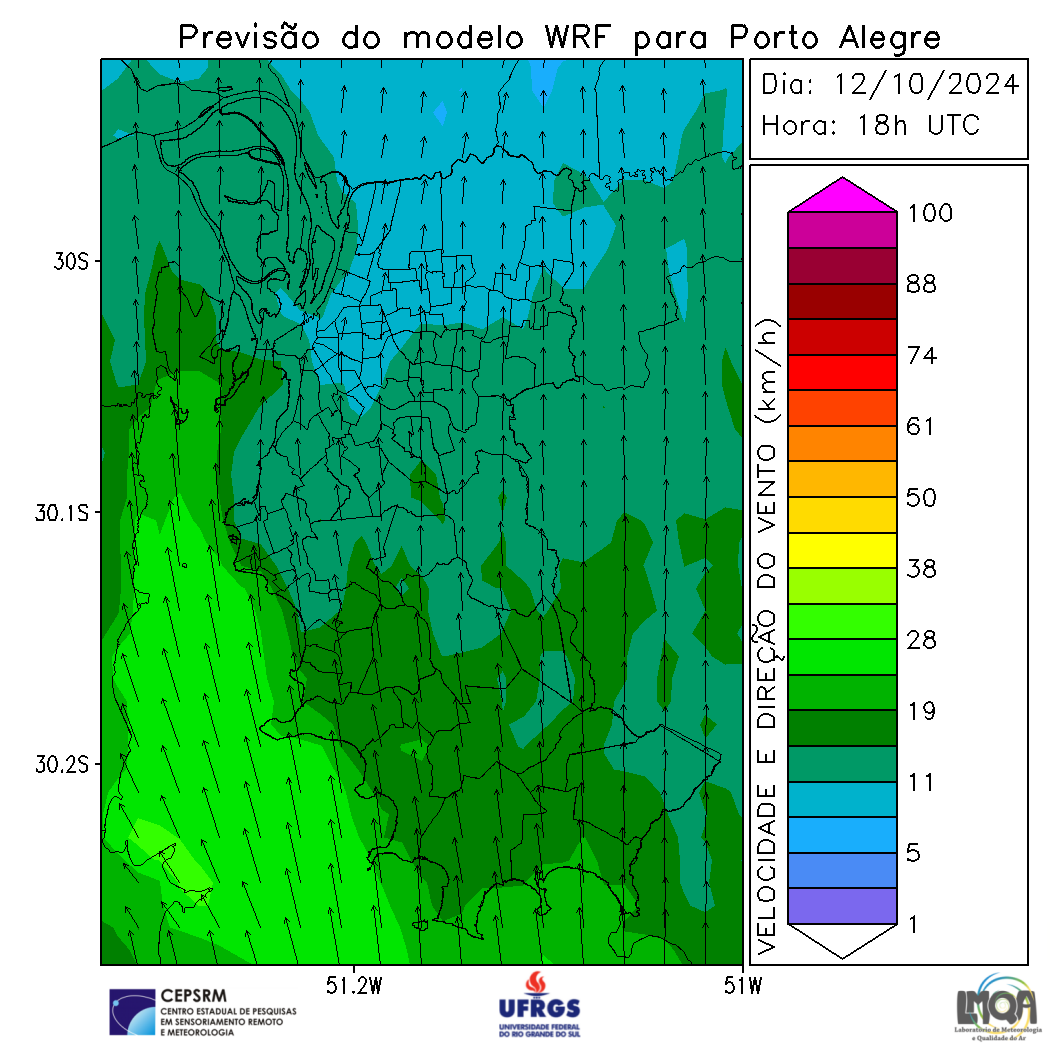 Previsão do modelo WRF para Porto Alegre
Dia: 12/10/2024
Hora: 18h UTC
30S
30.1S
30.2S
51.2W
51W
VELOCIDADE E DIREÇÃO DO VENTO (km/h)
100
88
74
61
50
38
28
19
11
5
1
CEPSRM
CENTRO ESTADUAL DE PESQUISAS
EM SENSORIAMENTO REMOTO
E METEOROLOGIA
UFRGS
UNIVERSIDADE FEDERAL
DO RIO GRANDE DO SUL
LMQA
Laboratório de Meteorologia
e Qualidade do Ar